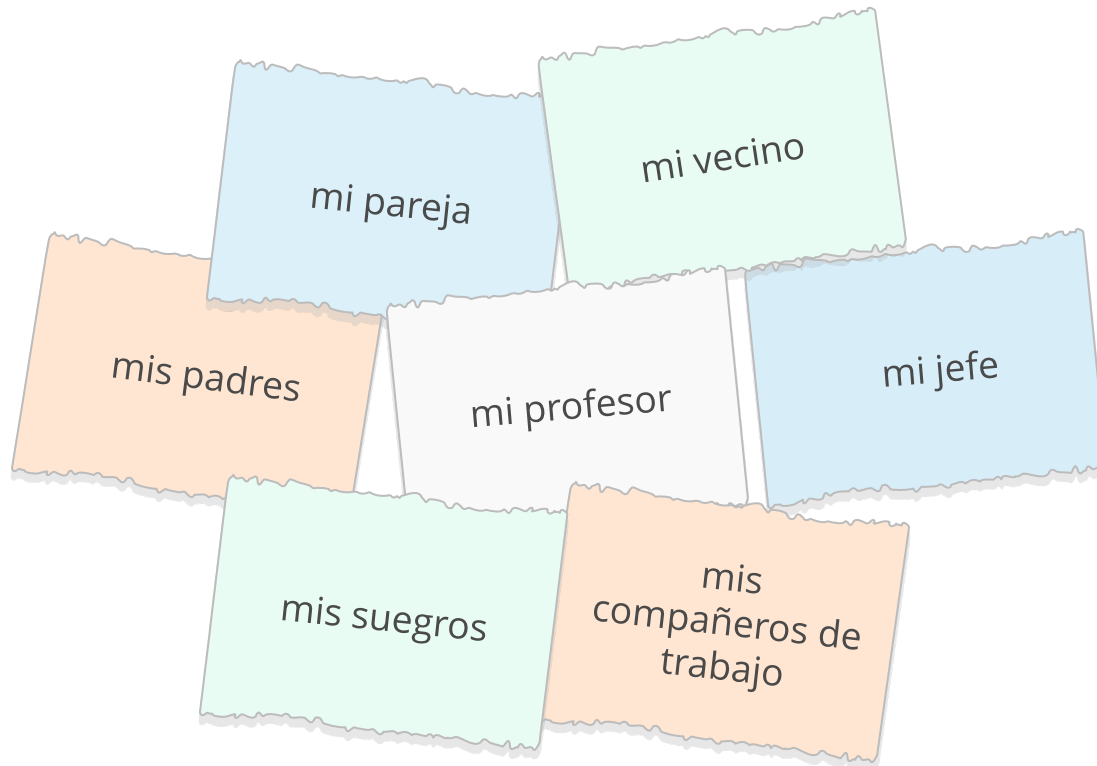 mi pareja
mi vecino
mis padres
mi profesor
mi jefe
mis suegros
mis
compañeros de
trabajo